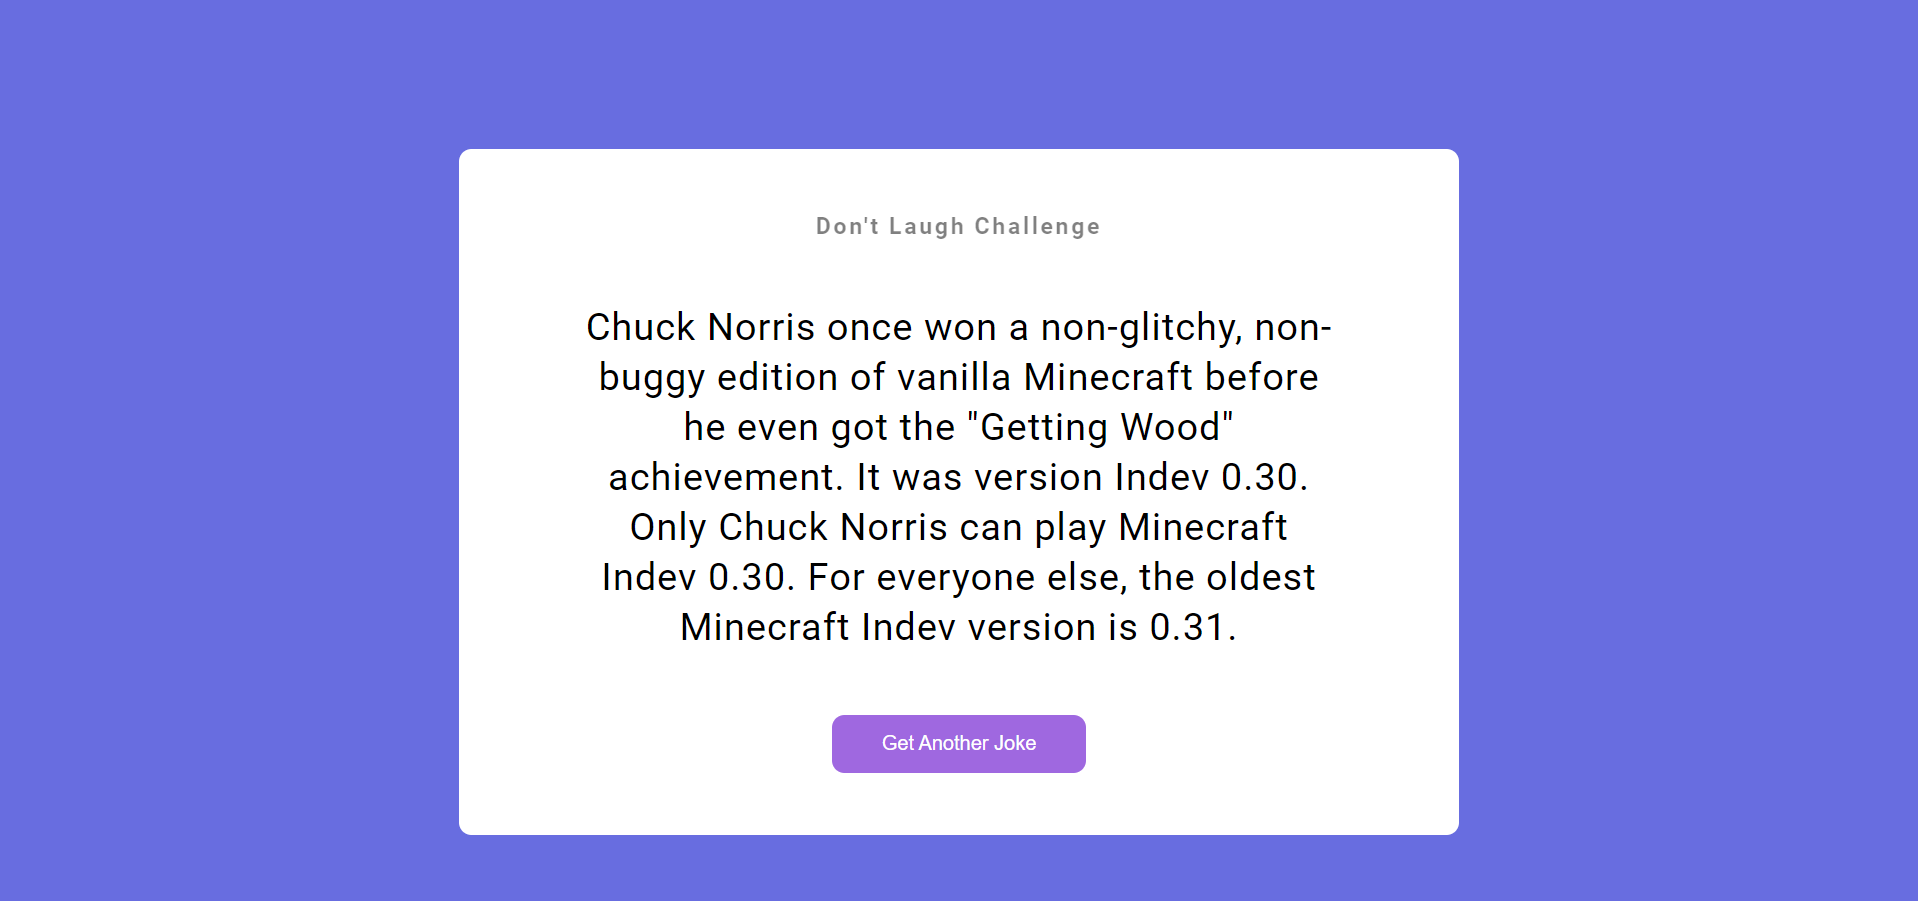 Don't Laugh Challenge
Chuck Norris once won a non-glitchy, non-
buggy edition of vanilla Minecraft before
he even got the "Getting Wood"
achievement. It was version Indev 0.30.
Only Chuck Norris can play Minecraft
Indev 0.30. For everyone else, the oldest
Minecraft Indev version is 0.31.
Get Another Joke